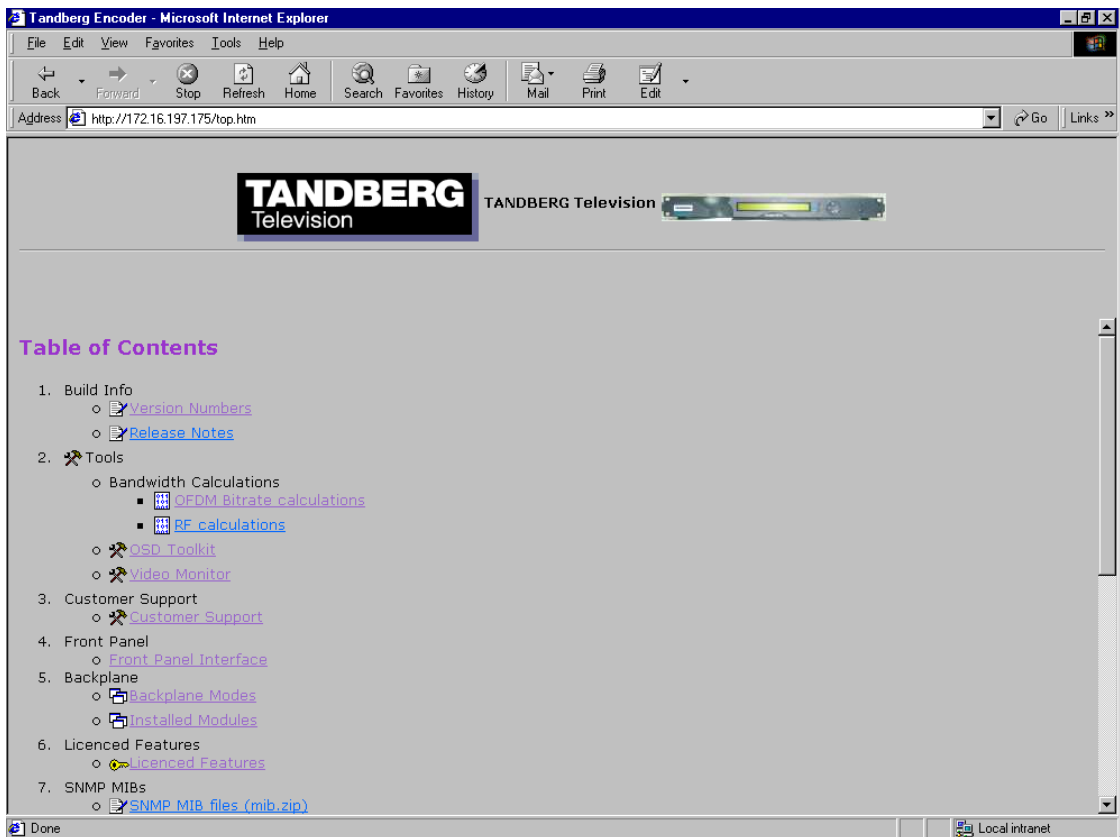 Tandberg Encoder - Microsoft Internet Explorer
File Edit View Favorites Tools Help
Back Forward Stop Refresh Home Search Favorites History Mail Print Edit
Address http://172.16.197.175/top.htm Go Links »
TANDBERG
Television
TANDBERG Television
Table of Contents
1. Build Info
Version Numbers
Release Notes
2. Tools
Bandwidth Calculations
OFDM Bitrate calculations
RF calculations
OSD Toolkit
Video Monitor
3. Customer Support
Customer Support
4. Front Panel
Front Panel Interface
5. Backplane
Backplane Modes
Installed Modules
6. Licenced Features
Licenced Features
7. SNMP MIBs
SNMP MIB files (mib.zip)
Done Local intranet